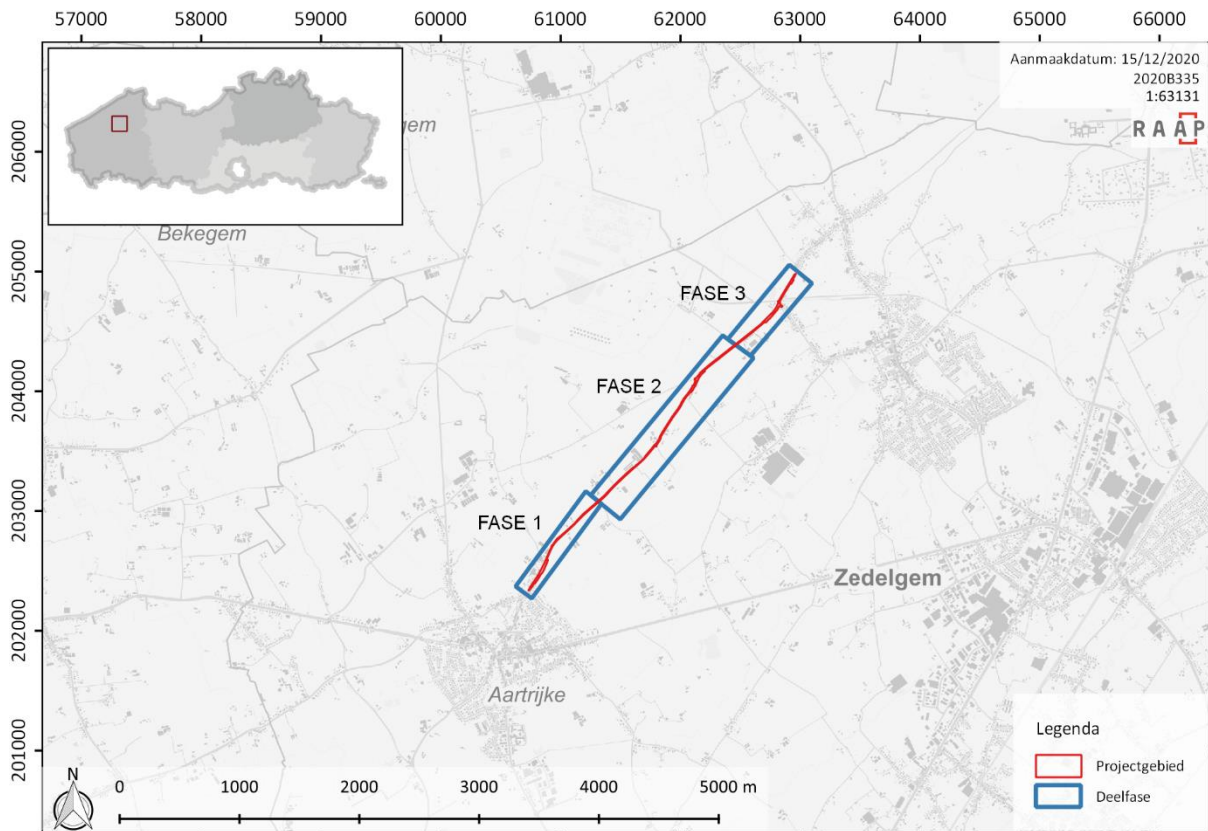 57000 58000 59000 60000 61000 62000 63000 64000 65000 66000
Aanmaakdatum: 15/12/2020
2020B335
1:63131
RAAP
gem
206000
Bekegem
205000
FASE 3
204000
FASE 2
203000
FASE 1
Zedelgem
202000
Aartrijke
201000
Legenda
Projectgebied
Deelfase
N
0 1000 2000 3000 4000 5000 m